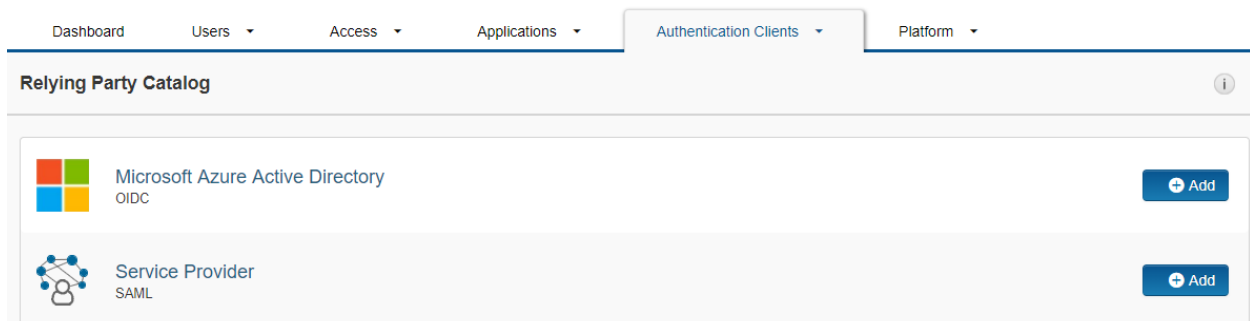 Dashboard Users Access Applications Authentication Clients Platform
Relying Party Catalog
i
Microsoft Azure Active Directory
OIDC
Add
Service Provider
SAML
Add